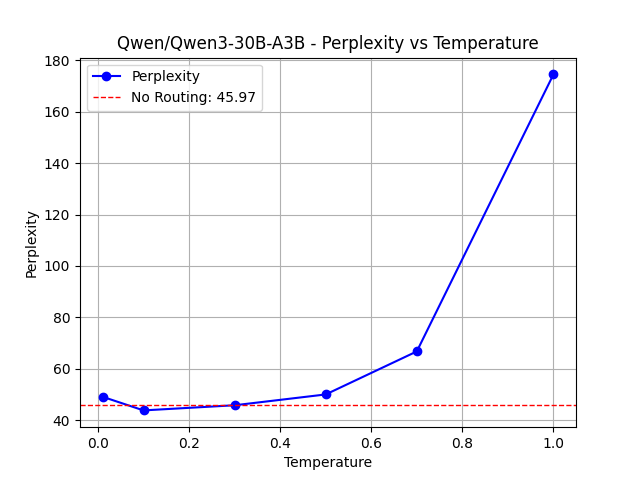 Qwen/Qwen3-30B-A3B - Perplexity vs Temperature
Perplexity
No Routing: 45.97
180
160
140
120
100
80
60
40
Perplexity
0.0 0.2 0.4 0.6 0.8 1.0
Temperature